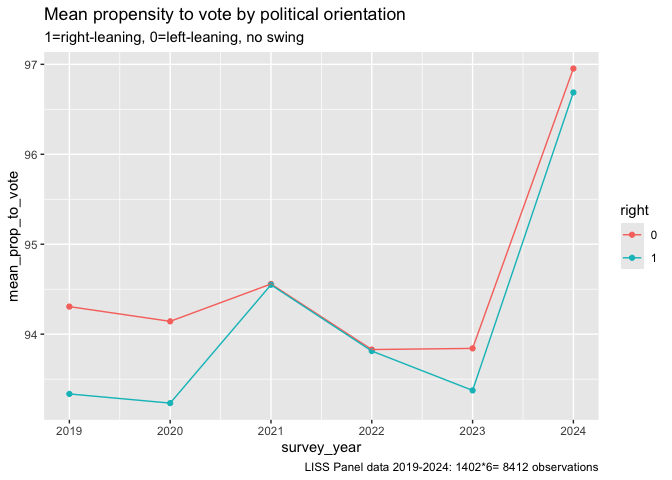 Mean propensity to vote by political orientation
1=right-leaning, 0=left-leaning, no swing
97
96
95
94
mean_prop_to_vote
right
0
1
2019 2020 2021 2022 2023 2024
survey_year
LISS Panel data 2019-2024: 1402*6= 8412 observations